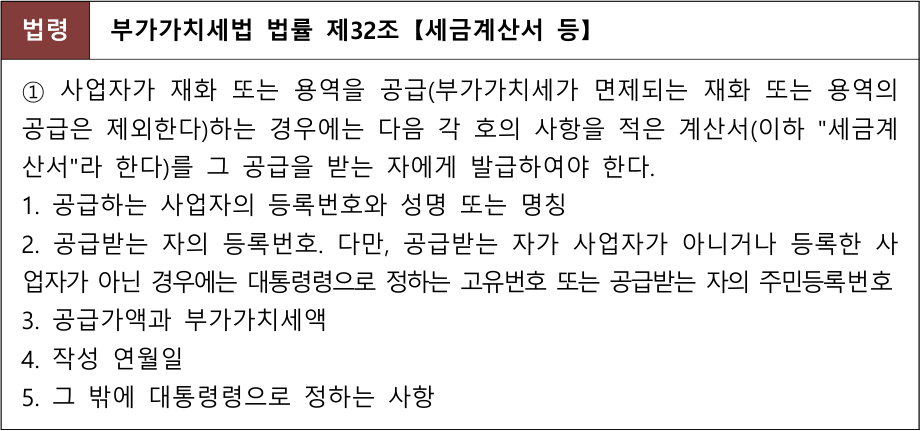 법령 부가가치세법 법률 제32조【세금계산서 등】
① 사업자가 재화 또는 용역을 공급(부가가치세가 면제되는 재화 또는 용역의
공급은 제외한다)하는 경우에는 다음 각 호의 사항을 적은 계산서(이하 "세금계
산서"라 한다)를 그 공급을 받는 자에게 발급하여야 한다.
1. 공급하는 사업자의 등록번호와 성명 또는 명칭
2. 공급받는 자의 등록번호. 다만, 공급받는 자가 사업자가 아니거나 등록한 사
업자가 아닌 경우에는 대통령령으로 정하는 고유번호 또는 공급받는 자의 주민등록번호
3. 공급가액과 부가가치세액
4. 작성 연월일
5. 그 밖에 대통령령으로 정하는 사항